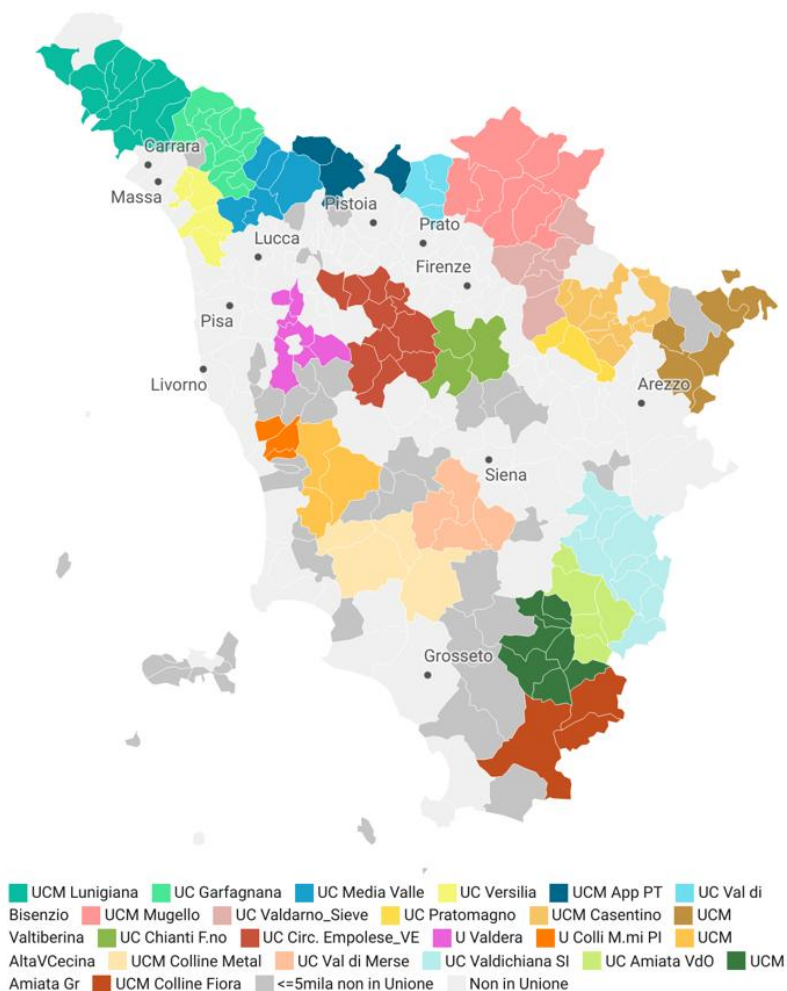 Carrara
Massa
Pistoia
Prato
Lucca
Firenze
Pisa
Livorno
Arezzo
Siena
Grosseto
UCM Lunigiana UC Garfagnana UC Media Valle UC Versilia UCM App PT UC Val di
Bisenzio UCM Mugello UC Valdarno_Sieve UC Pratomagno UCM Casentino UCM
Valtiberina UC Chianti F.no UC Circ. Empolese_VE U Valdera U Colli M.mi PI UCM
AltaVCecina UCM Colline Metal UC Val di Merse UC Valdichiana SI UC Amiata VdO UCM
Amiata Gr UCM Colline Fiora <=5mila non in Unione Non in Unione